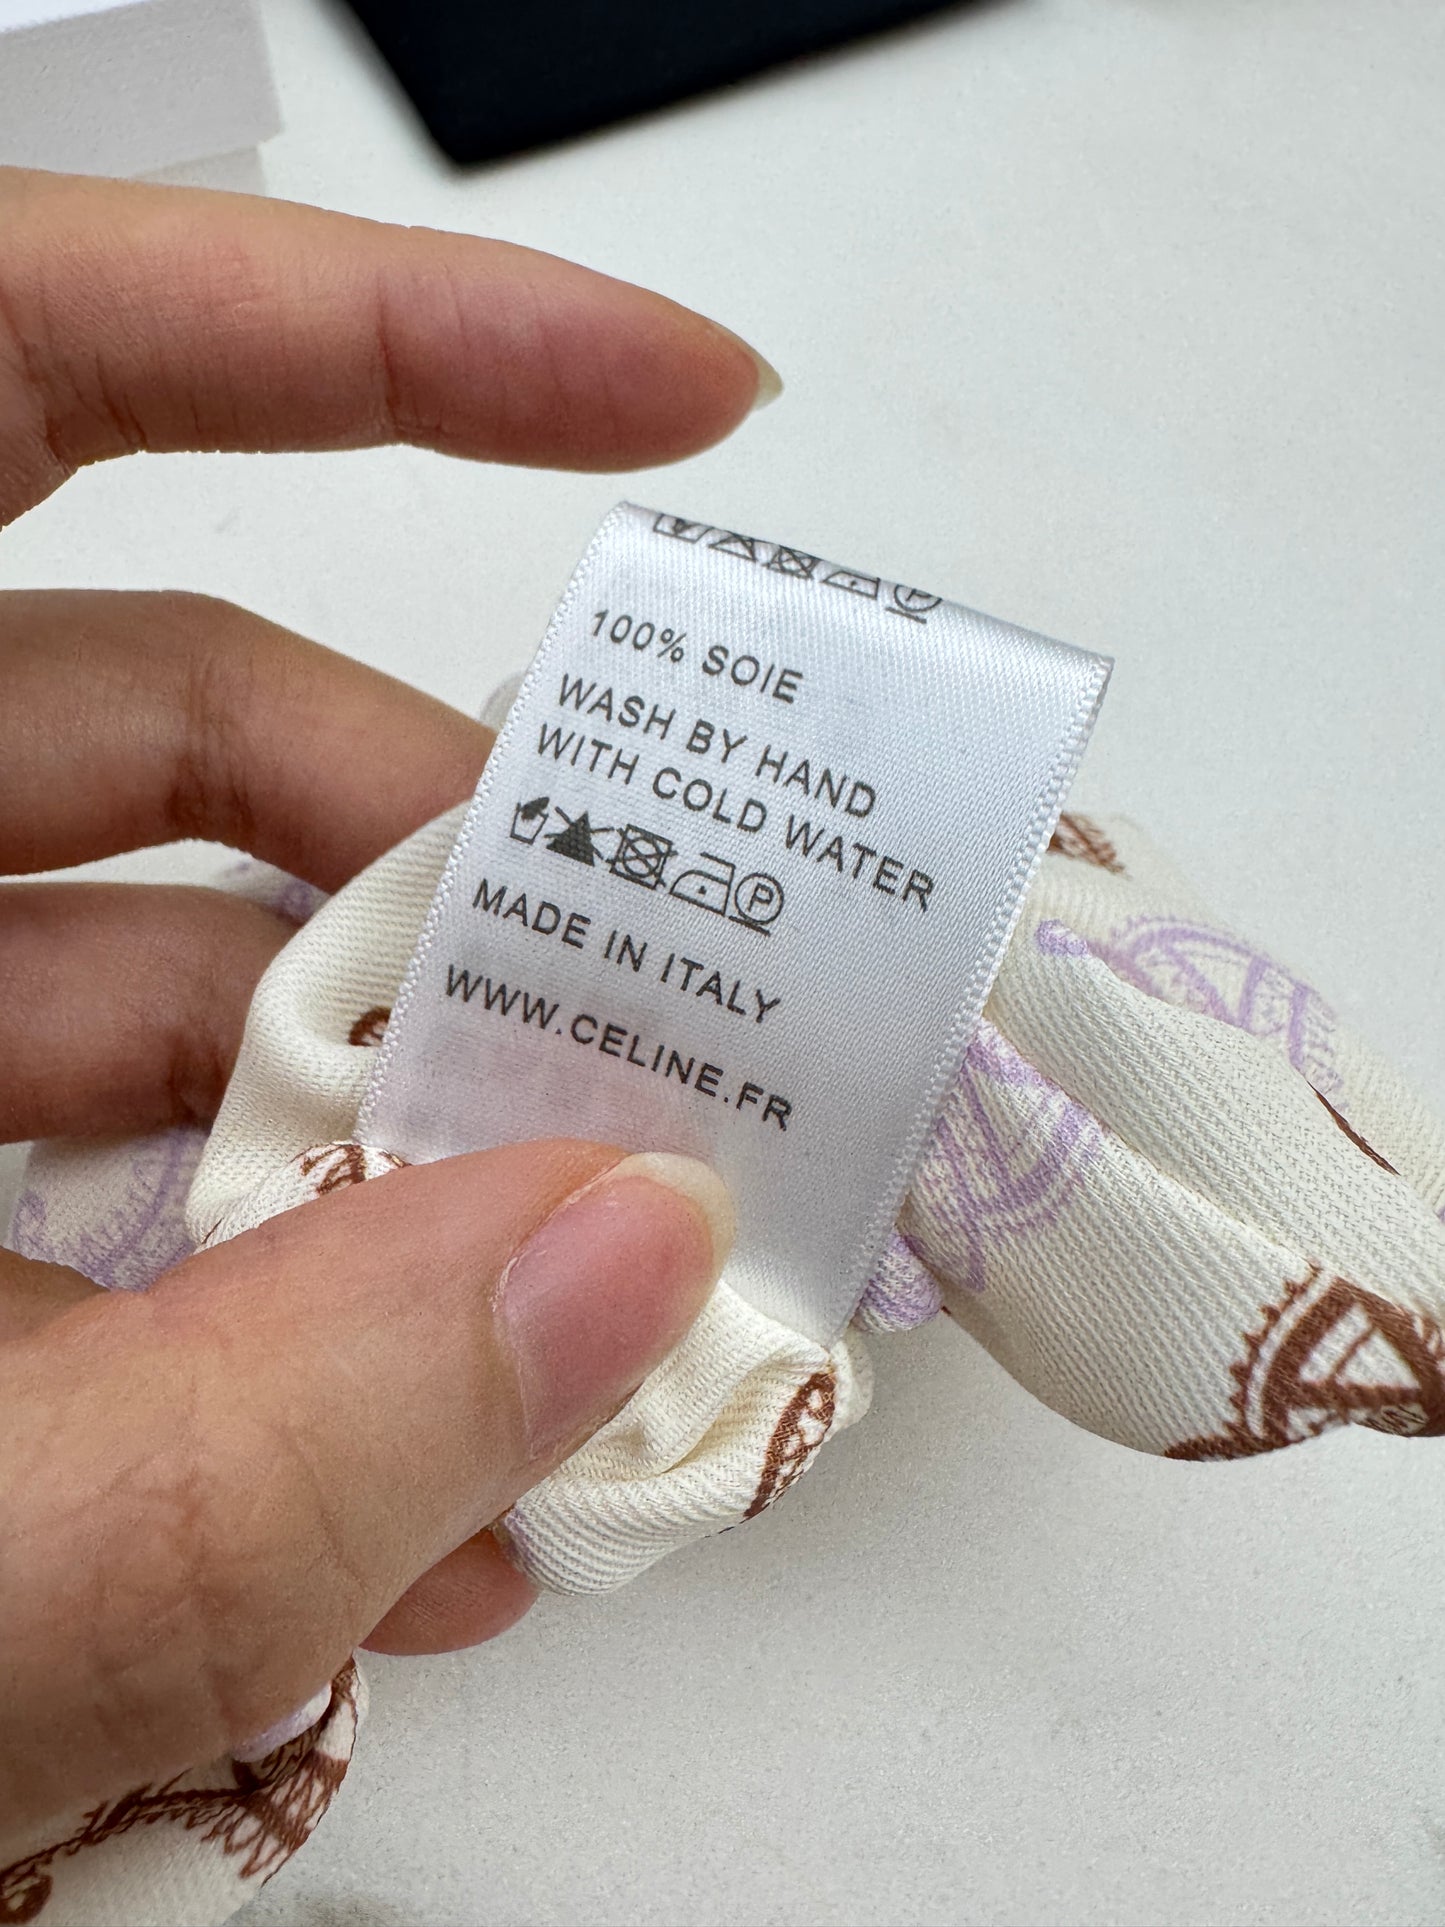 P
100% SOIE
WASH BY HAND
WITH COLD WATER
P
MADE IN ITALY
WWW.CELINE.FR